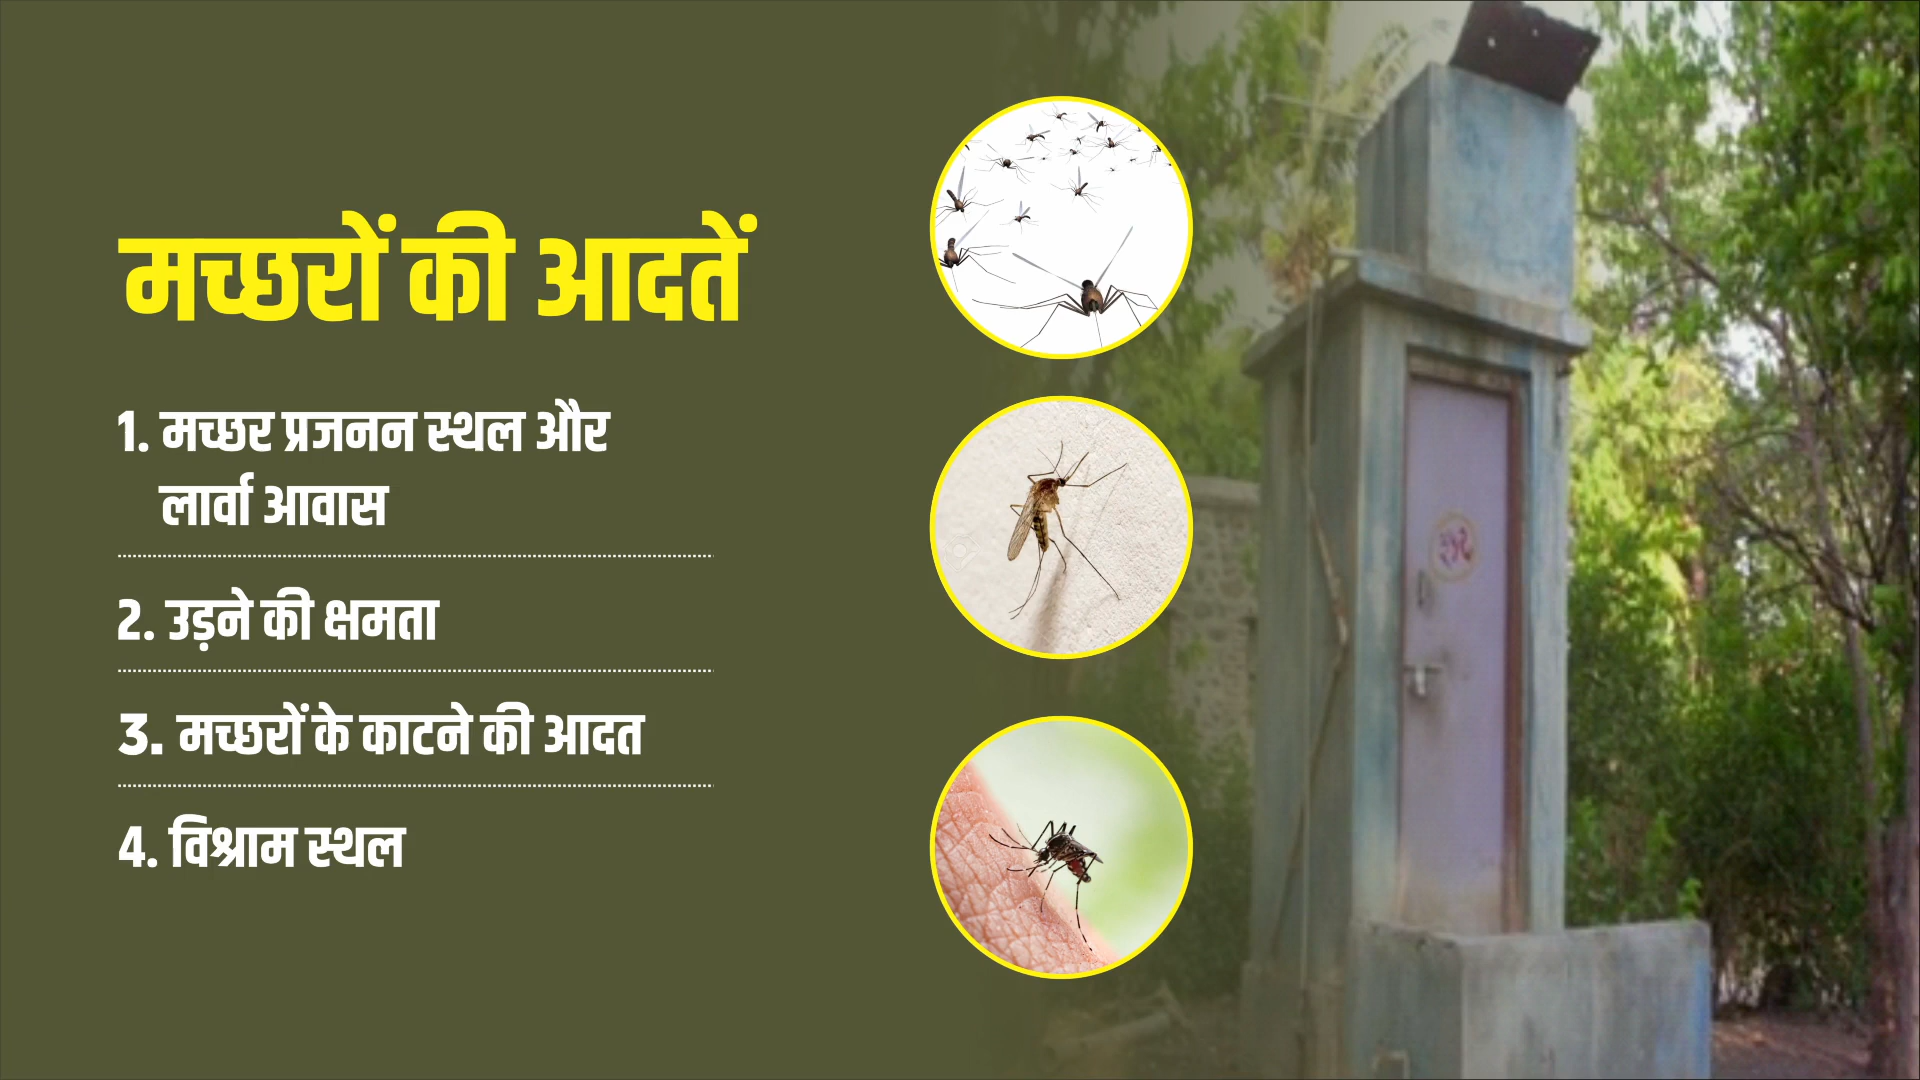 मच्छरों की आदतें
1. मच्छर प्रजनन स्थल और
लार्वा आवास
2. उड़ने की क्षमता
3. मच्छरों के काटने की आदत
4. विश्राम स्थल